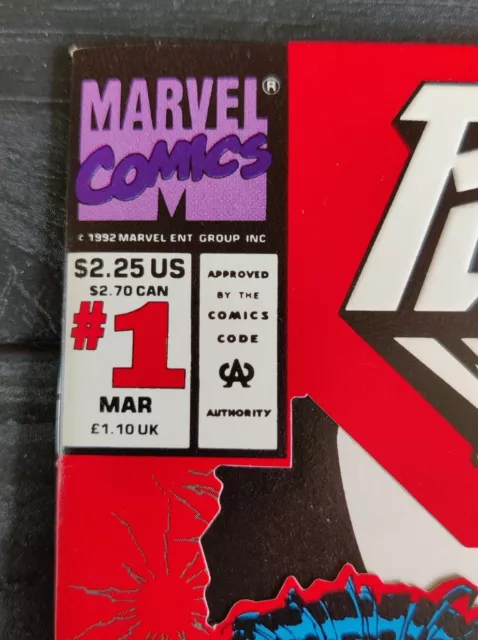 MARVEL®
COMICS
© 1992 MARVEL ENT GROUP INC
$2.25 US
$2.70 CAN
#1
MAR
£1.10 UK
APPROVED
BY THE
COMICS
CODE
CA
AUTHORITY